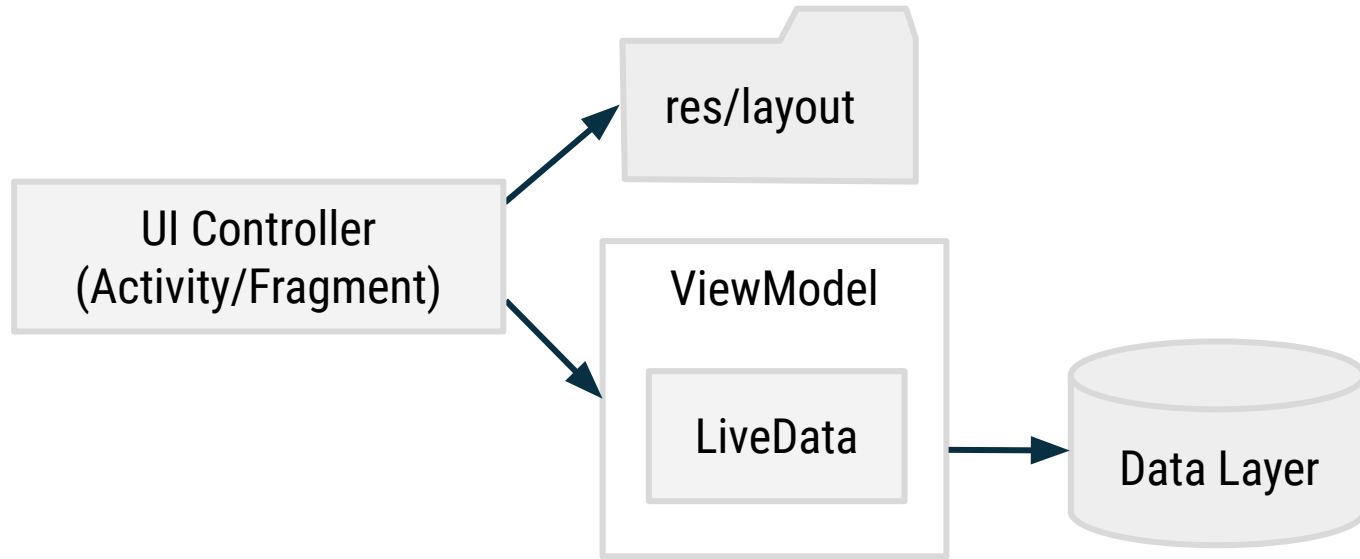 res/layout
UI Controller
(Activity/Fragment)
ViewModel
LiveData
Data Layer